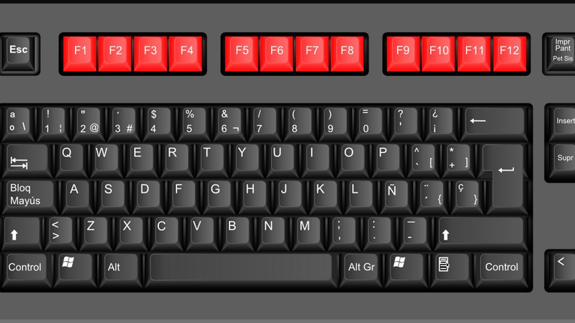 Esc F1 F2 F3 F4 F5 F6 F7 F8 F9 F10 F11 F12 Impr
Pant
Pet Sis
a ! " · $ % & / ( ) = ? ¿
º \ 1 ¦ 2 @ 3 # 4 5 6 ¬ 7 8 9 0 ' ¡
Insert
Q W E R T Y U I O P ^ *
` [ + ]
Supr
Bloq
Mayús
A S D F G H J K L Ñ ¨ ç
· { }
< Z X C V B N M ; : –
> , . -
Control Alt Alt Gr Control <